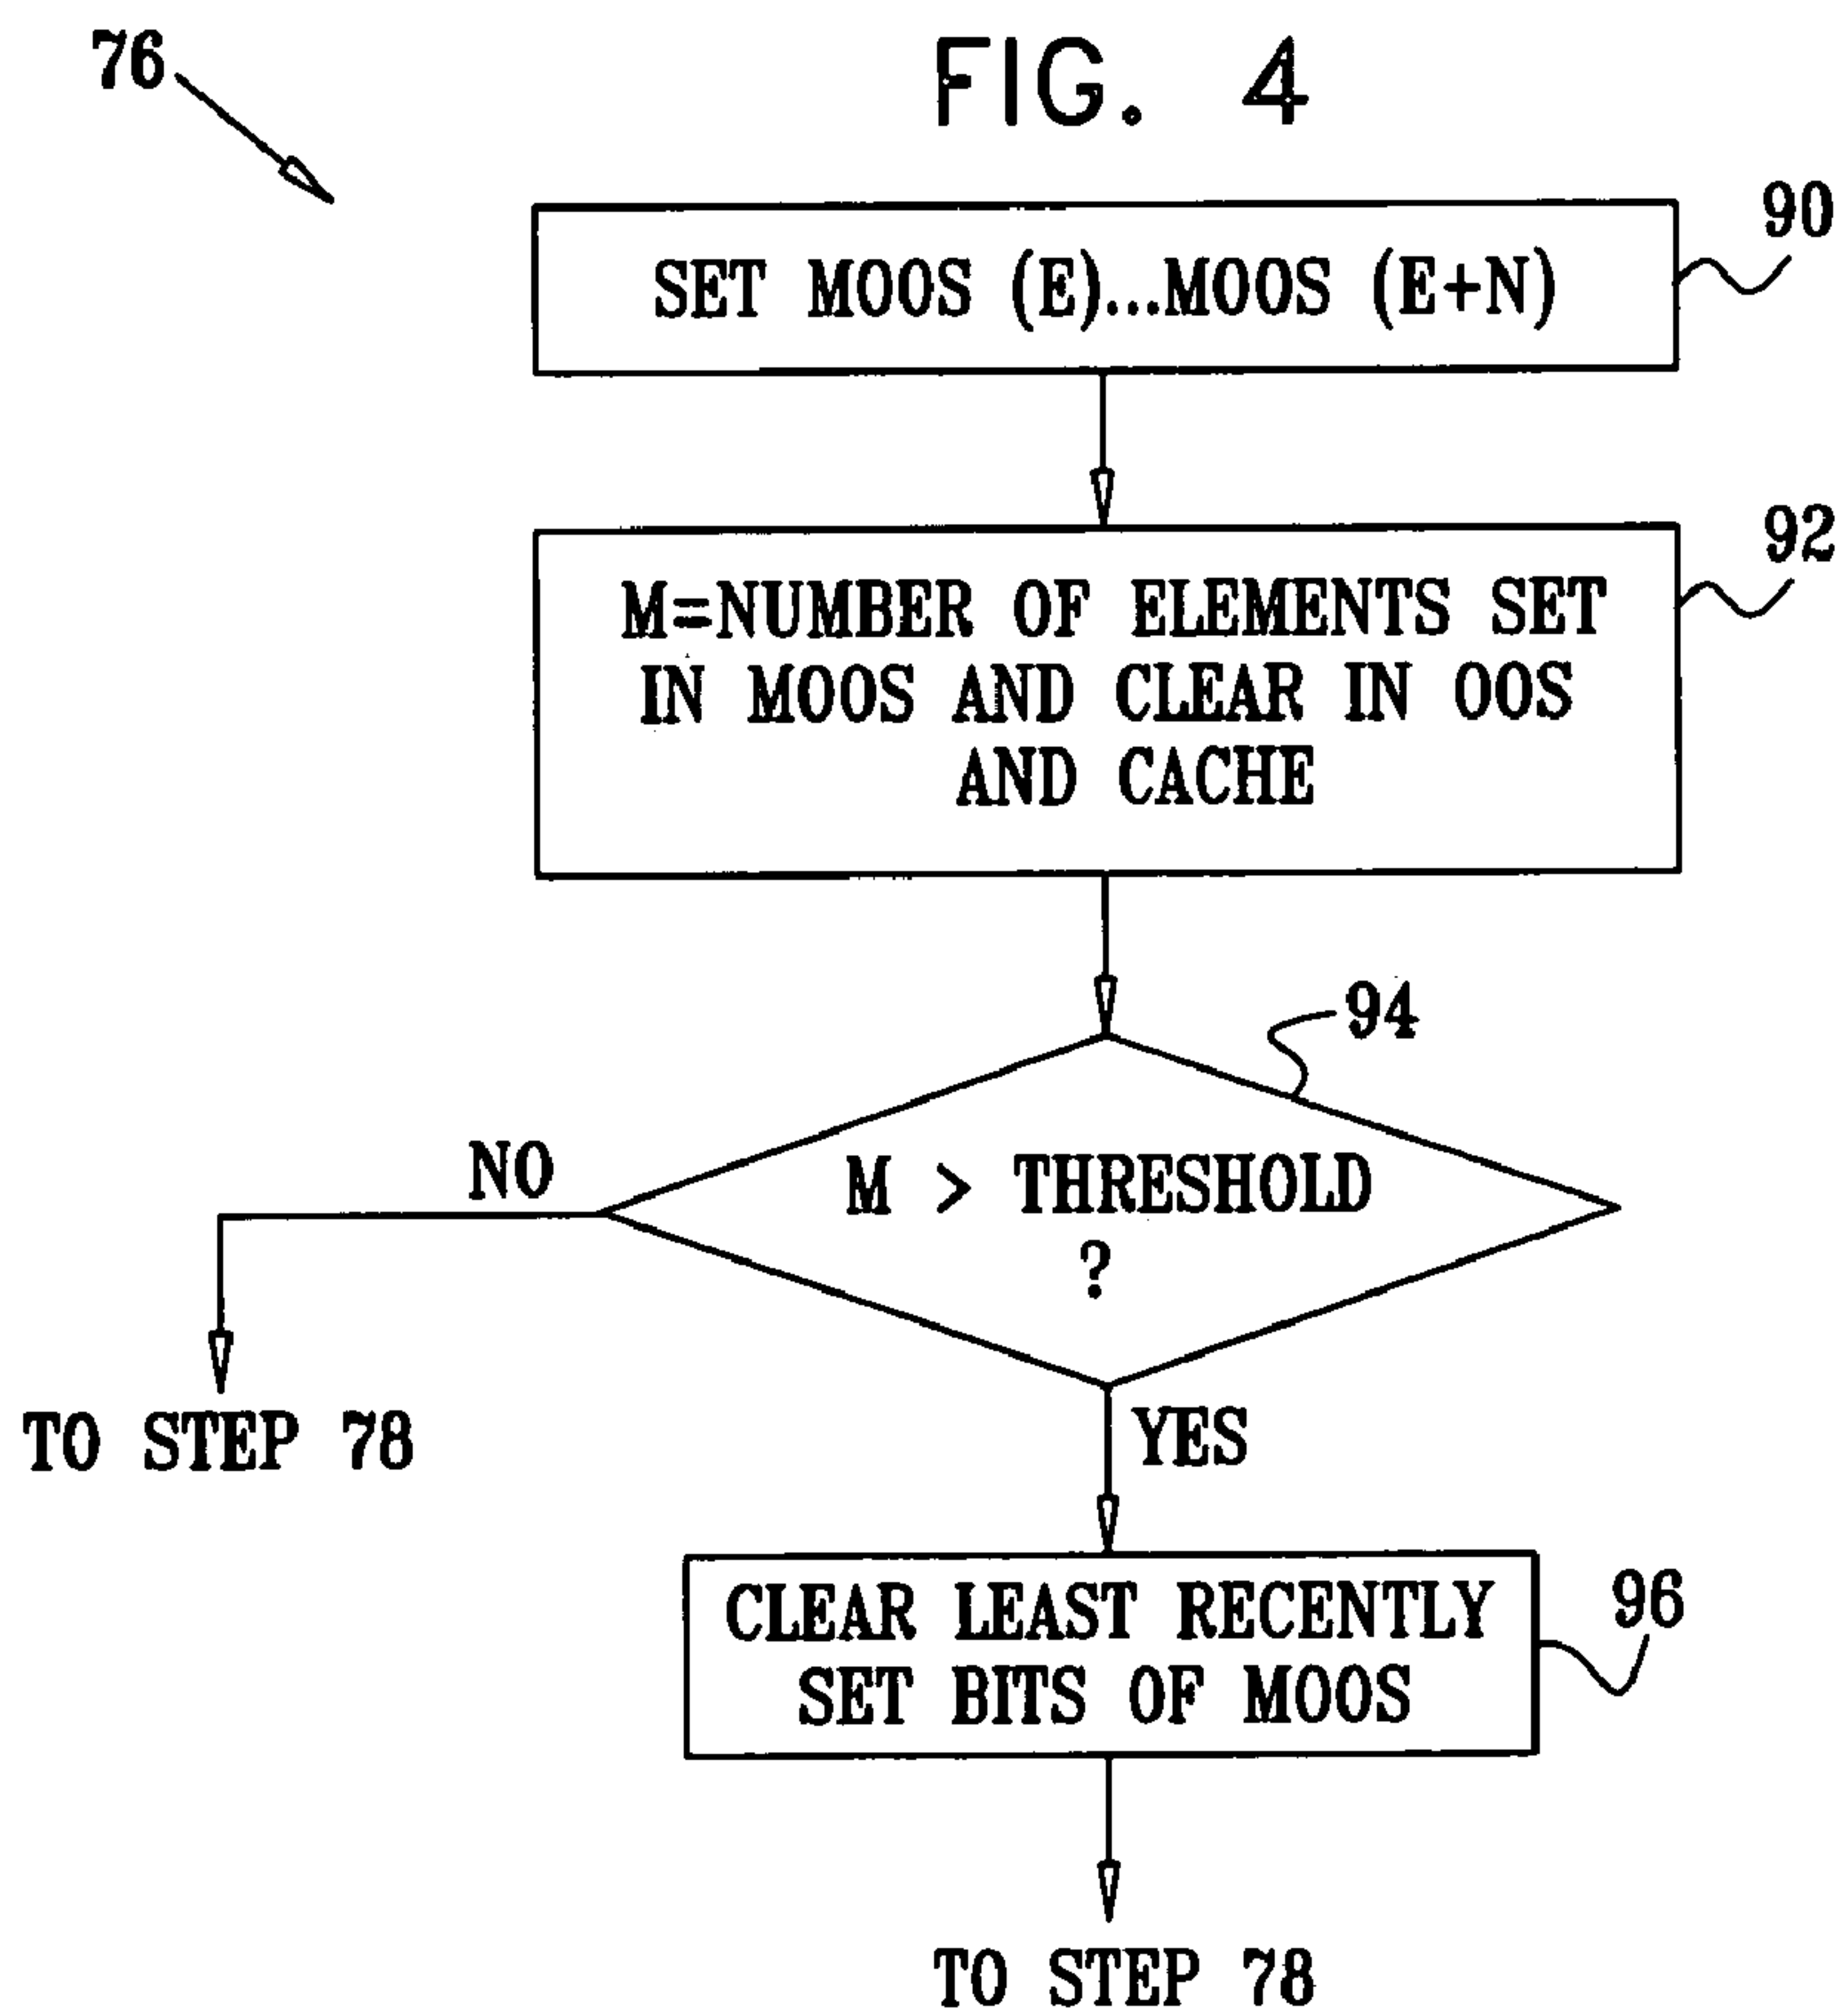 76
FIG. 4
90
SET MOOS (E)...MOOS (E+N)
92
M=NUMBER OF ELEMENTS SET
IN MOOS AND CLEAR IN OOS
AND CACHE
94
NO
M > THRESHOLD
?
TO STEP 78
YES
CLEAR LEAST RECENTLY
SET BITS OF MOOS
96
TO STEP 78